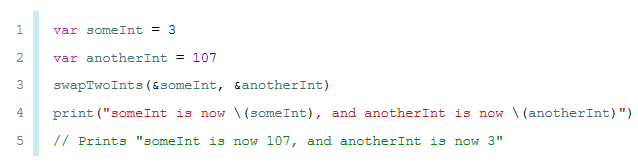 1 var someInt = 3
2 var anotherInt = 107
3 swapTwoInts(&someInt, &anotherInt)
4 print("someInt is now \(someInt), and anotherInt is now \(anotherInt)")
5 // Prints "someInt is now 107, and anotherInt is now 3"